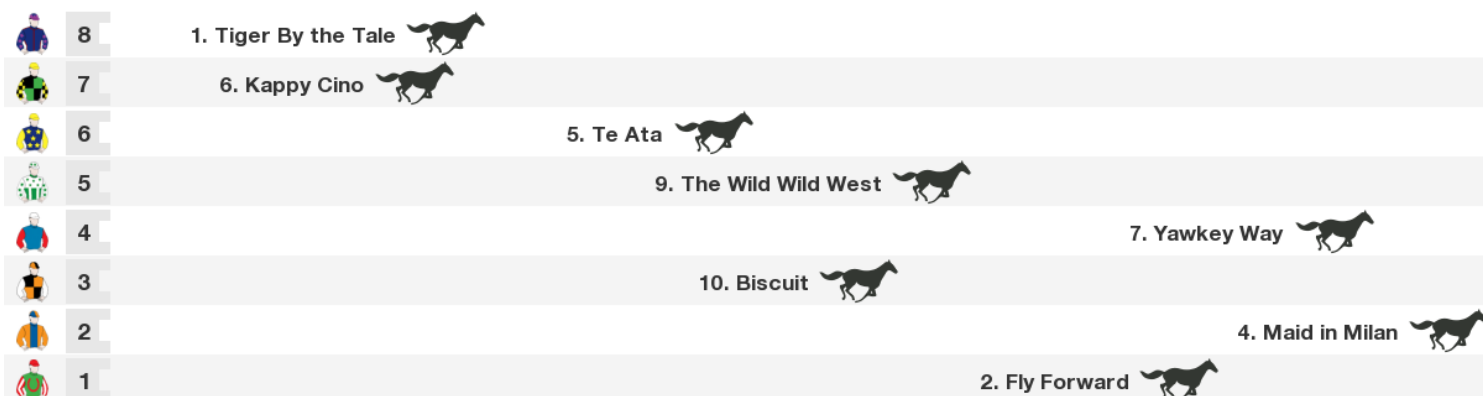 8 1. Tiger By the Tale
7 6. Kappy Cino
6 5. Te Ata
5 9. The Wild Wild West
4 7. Yawkey Way
3 10. Biscuit
2 4. Maid in Milan
1 2. Fly Forward